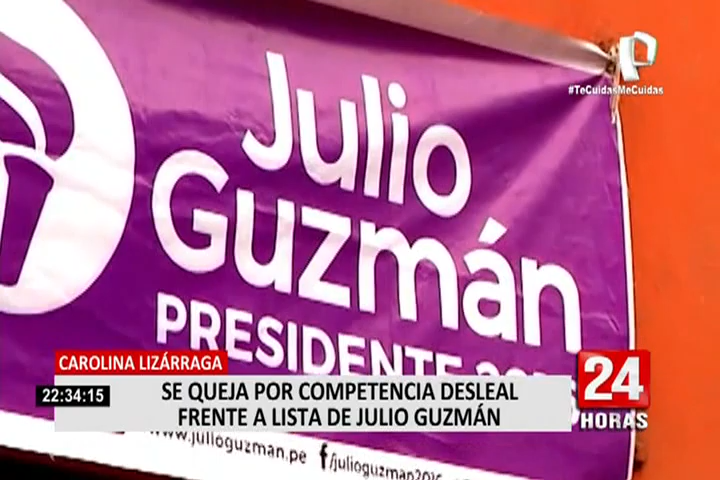 #TeCuidasMeCuidas
Julio
Guzmán
PRESIDENTE
CAROLINA LIZÁRRAGA
22:34:15
SE QUEJA POR COMPETENCIA DESLEAL
FRENTE A LISTA DE JULIO GUZMÁN
24
HORAS
www.julioguzman.pe f/julioguzman2016